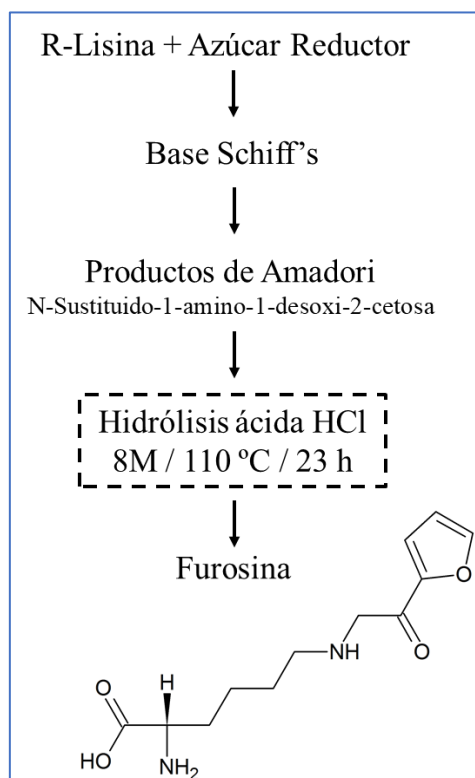 R-Lisina + Azúcar Reductor
Base Schiff’s
Productos de Amadori
N-Sustituido-1-amino-1-desoxi-2-cetosa
Hidrólisis ácida HCl
8M / 110 ºC / 23 h
Furosina
O
NH
O
H
O
HO
NH2